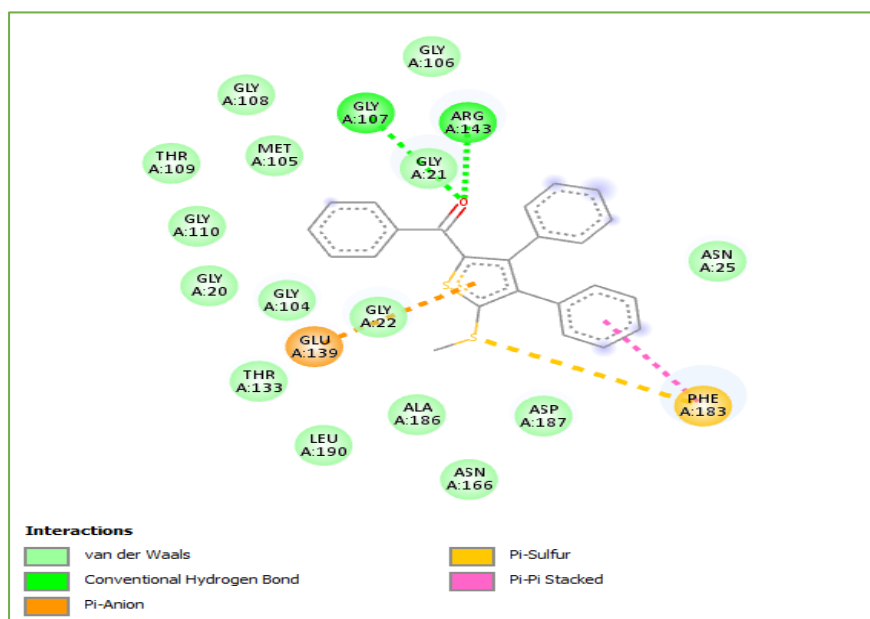 GLY
A:106
GLY
A:108
GLY
A:107
ARG
A:143
THR
A:109
MET
A:105
GLY
A:21
O
GLY
A:110
ASN
A:25
GLY
A:20
GLY
A:104
S
GLY
A:22
GLU
A:139
S
THR
A:133
PHE
A:183
ALA
A:186
ASP
A:187
LEU
A:190
ASN
A:166
Interactions
van der Waals
Conventional Hydrogen Bond
Pi-Anion
Pi-Sulfur
Pi-Pi Stacked